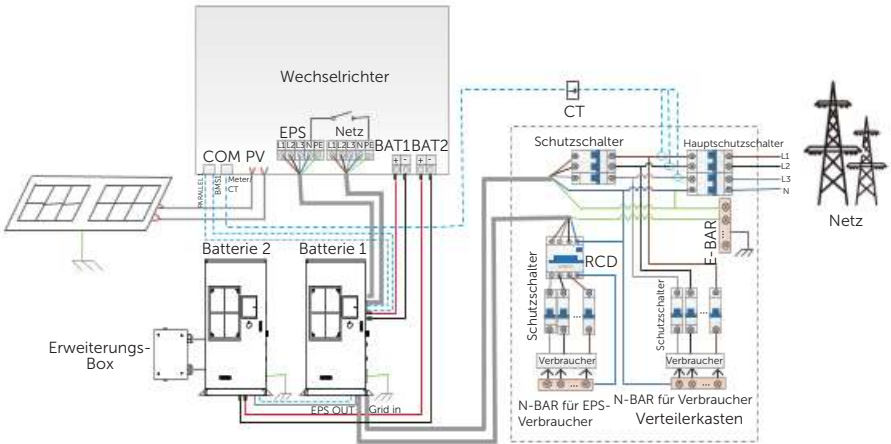 Wechselrichter
EPS
Netz
BAT1BAT2
L1L2L3NPE
L1L2L3NPE
COM PV
+ - + -
PARALLEL
BMS1
Meter/
CT
CT
Schutzschalter
Hauptschutzschalter
L1
L2
L3
N
Netz
E-BAR
Batterie 2
Batterie 1
RCD
Schutzschalter
Schutzschalter
...
...
Erweiterungs-
Box
Verbraucher
Verbraucher
EPS OUT
Grid in
N-BAR für EPS-
Verbraucher
N-BAR für Verbraucher
Verteilerkasten